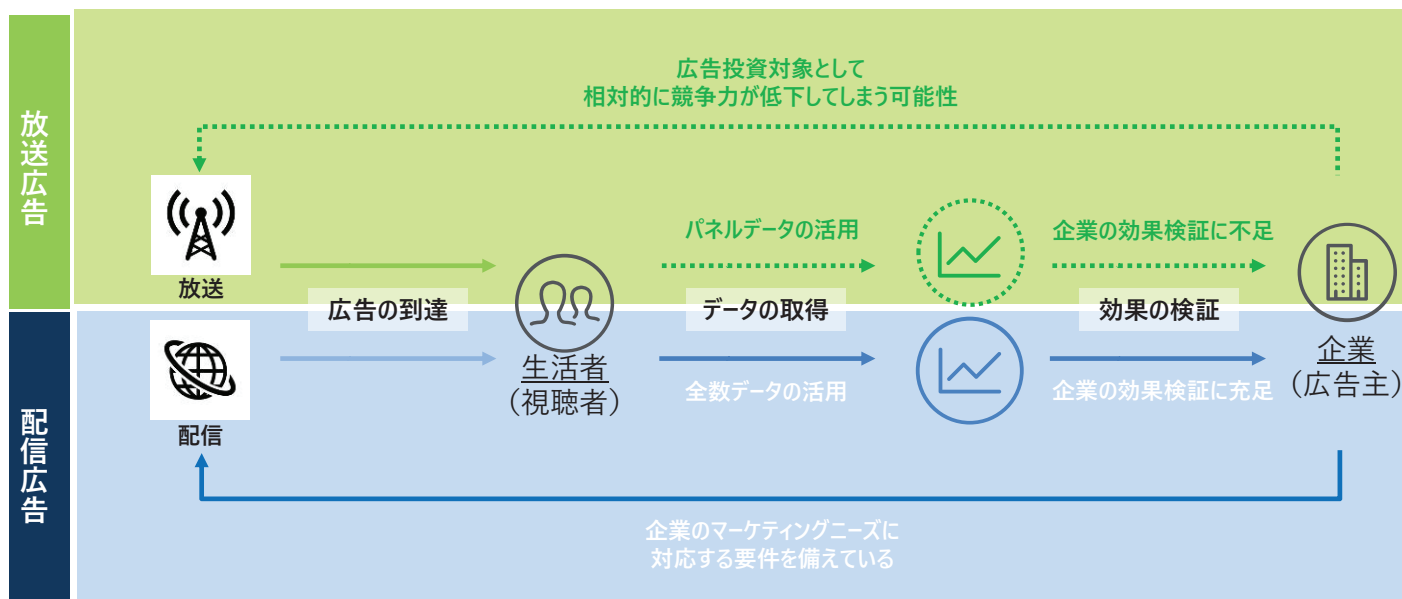 放送広告
広告投資対象として
相対的に競争力が低下してしまう可能性
放送
パネルデータの活用
企業の効果検証に不足
広告の到達
データの取得
効果の検証
生活者
（視聴者）
企業
（広告主）
配信広告
配信
全数データの活用
企業の効果検証に充足
企業のマーケティングニーズに
対応する要件を備えている